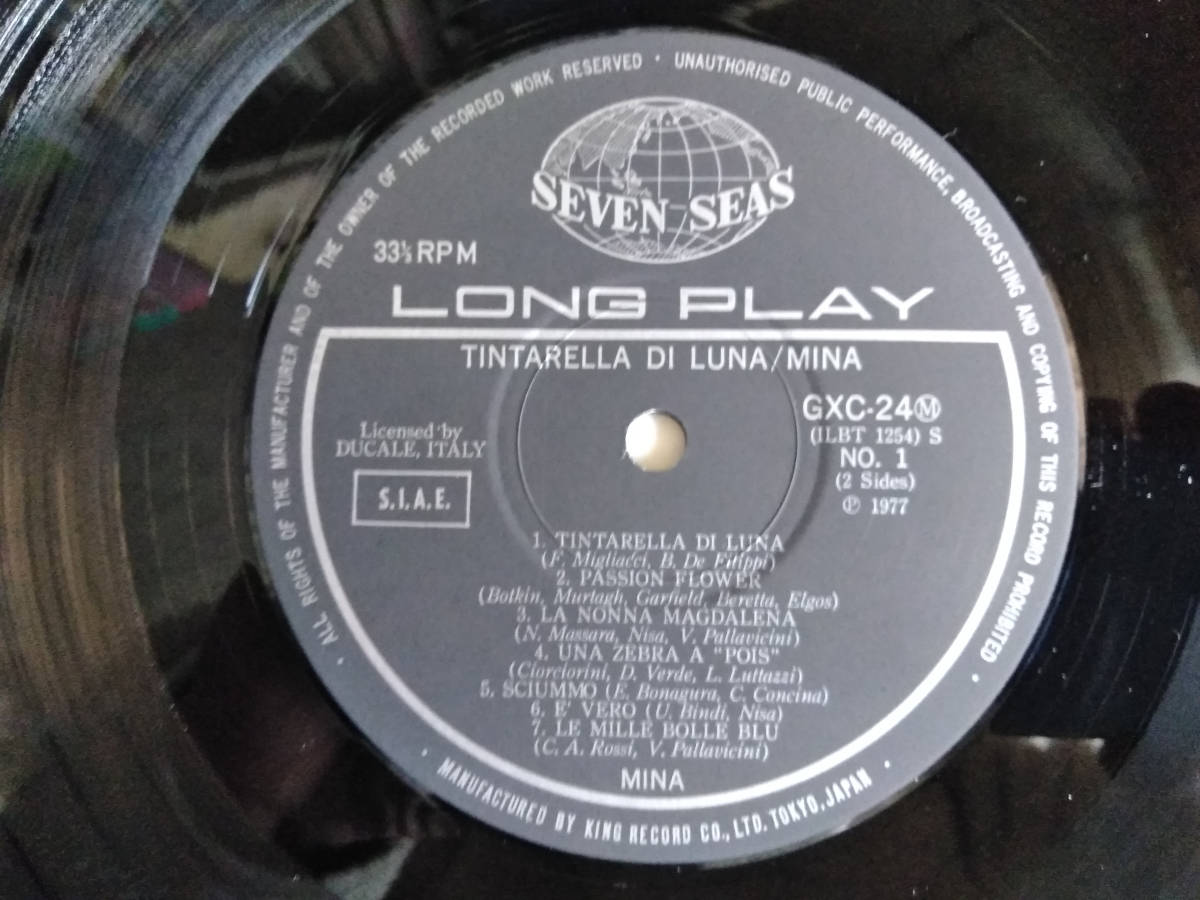 ALL RIGHTS OF THE MANUFACTURER AND OF THE OWNER OF THE RECORDED WORK RESERVED · UNAUTHORISED PUBLIC PERFORMANCE, BROADCASTING AND COPYING OF THIS RECORD PROHIBITED ·
SEVEN SEAS
33⅓ RPM
LONG PLAY
TINTARELLA DI LUNA/MINA
Licensed by
DUCALE, ITALY
S.I.A.E.
GXC-24Ⓜ
(ILBT 1254) S
NO. 1
(2 Sides)
℗ 1977
1. TINTARELLA DI LUNA
(F. Migliacci, B. De Filippi)
2. PASSION FLOWER
(Botkin, Murtagh, Garfield, Beretta, Elgos)
3. LA NONNA MAGDALENA
(N. Massara, Nisa, V. Pallavicini)
4. UNA ZEBRA A "POIS"
(Ciorciorini, D. Verde, L. Luttazzi)
5. SCIUMMO (E. Bonagura, C. Concina)
6. E' VERO (U. Bindi, Nisa)
7. LE MILLE BOLLE BLU
(C. A. Rossi, V. Pallavicini)
MINA
· MANUFACTURED BY KING RECORD CO., LTD. TOKYO, JAPAN ·